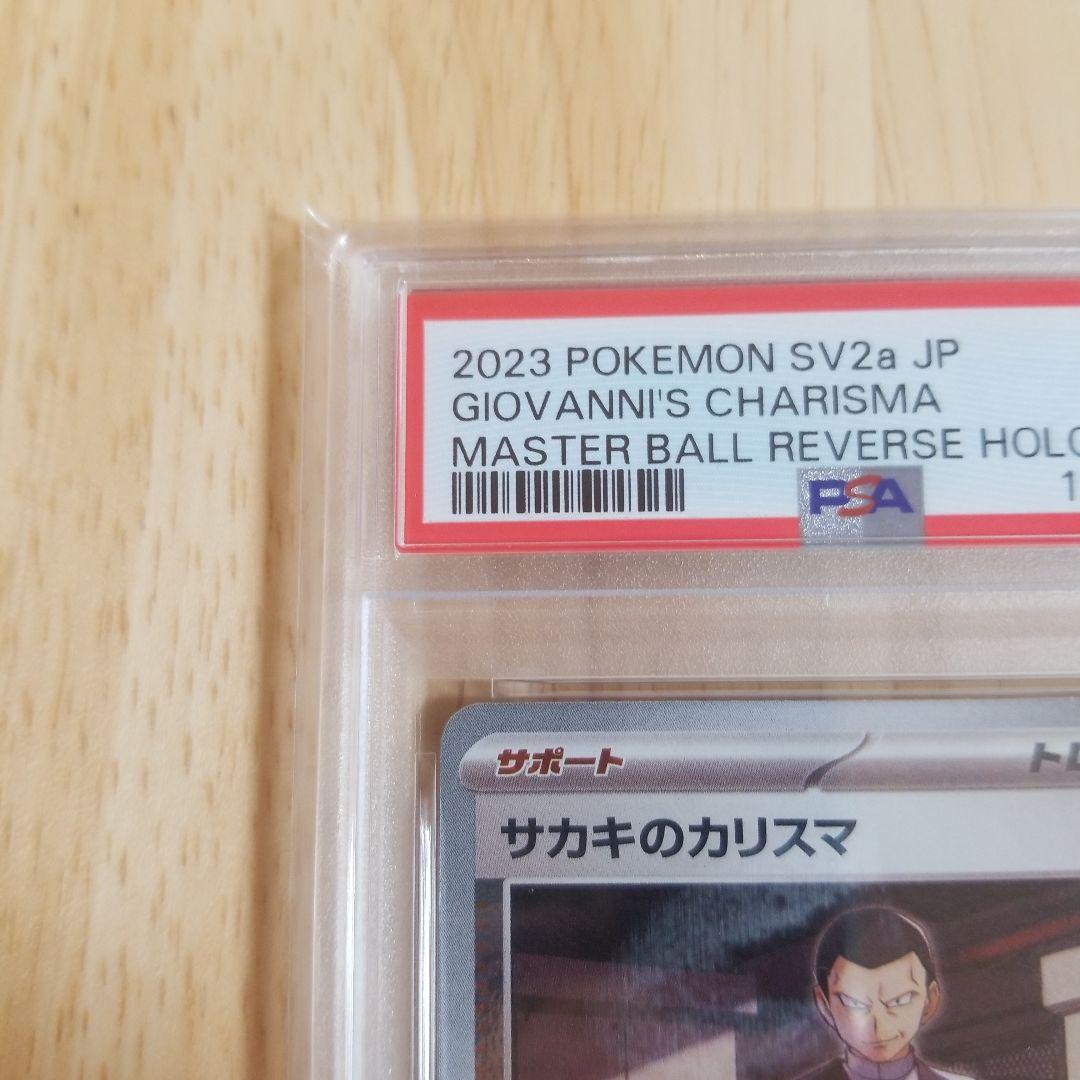 2023 POKEMON SV2a JP
GIOVANNI'S CHARISMA
MASTER BALL REVERSE HOLO
PSA
サポート
サカキのカリスマ